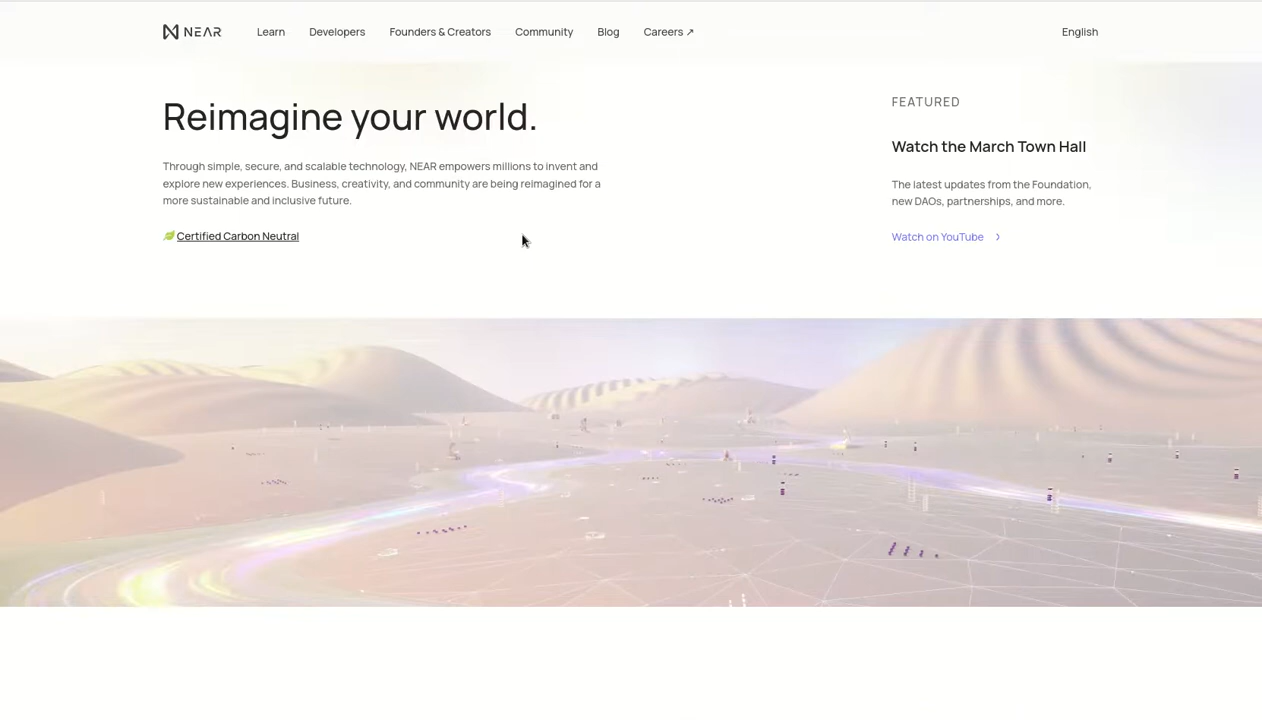 NEAR
Learn
Developers
Founders & Creators
Community
Blog
Careers ↗
English
Reimagine your world.
Through simple, secure, and scalable technology, NEAR empowers millions to invent and
explore new experiences. Business, creativity, and community are being reimagined for a
more sustainable and inclusive future.
Certified Carbon Neutral
FEATURED
Watch the March Town Hall
The latest updates from the Foundation,
new DAOs, partnerships, and more.
Watch on YouTube